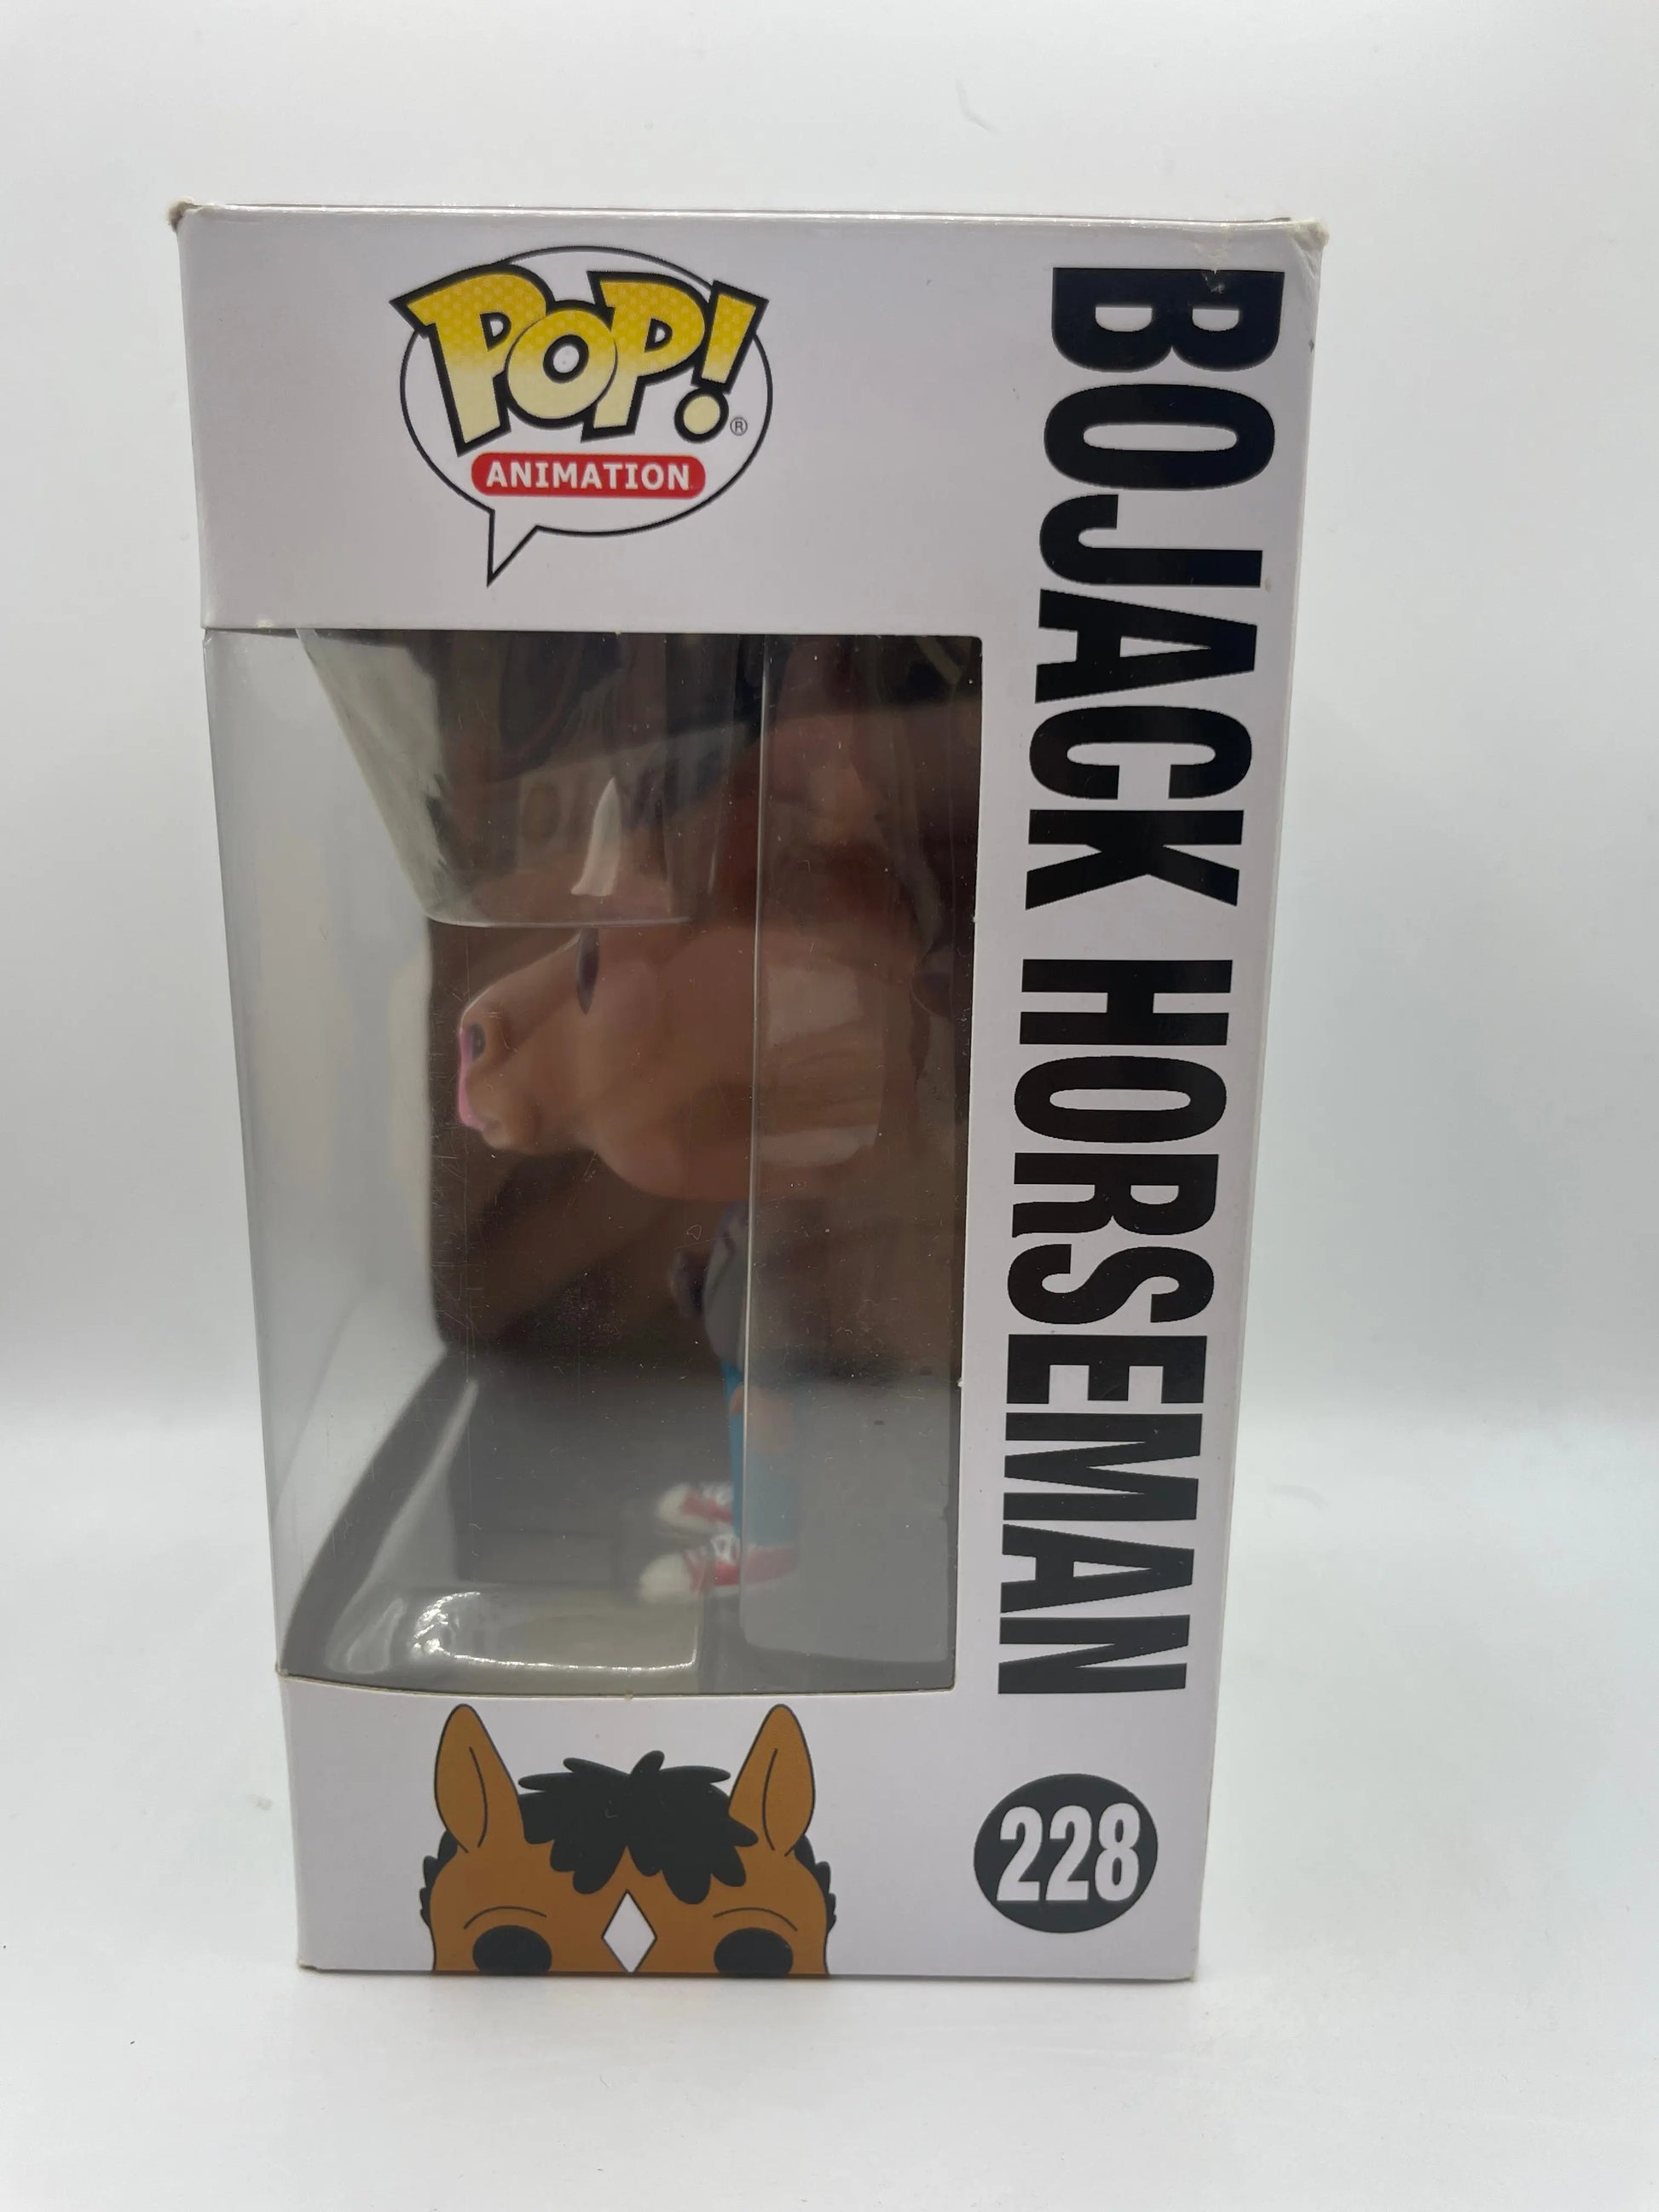 POP!
®
ANIMATION
BOJACK HORSEMAN
228